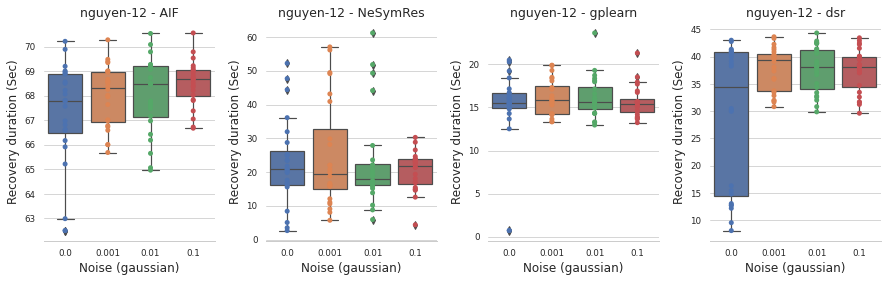 nguyen-12 - AIF
Recovery duration (Sec)
70
69
68
67
66
65
64
63
0.0 0.001 0.01 0.1
Noise (gaussian)
nguyen-12 - NeSymRes
Recovery duration (Sec)
60
50
40
30
20
10
0
0.0 0.001 0.01 0.1
Noise (gaussian)
nguyen-12 - gplearn
Recovery duration (Sec)
20
15
10
5
0
0.0 0.001 0.01 0.1
Noise (gaussian)
nguyen-12 - dsr
Recovery duration (Sec)
45
40
35
30
25
20
15
10
0.0 0.001 0.01 0.1
Noise (gaussian)